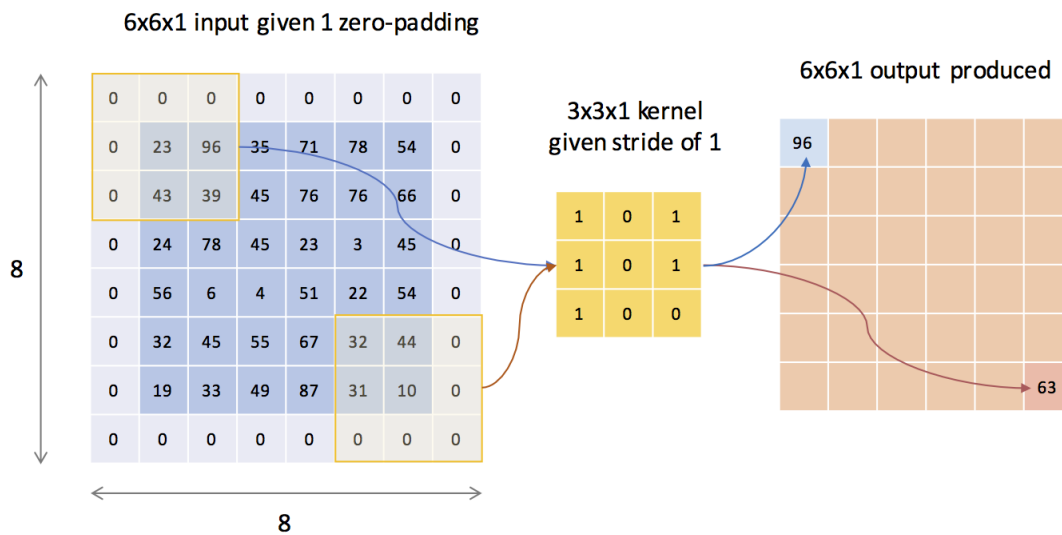 6x6x1 input given 1 zero-padding
6x6x1 output produced
3x3x1 kernel
given stride of 1
0 0 0 0 0 0 0 0
0 23 96 35 71 78 54 0
0 43 39 45 76 76 66 0
0 24 78 45 23 3 45 0
0 56 6 4 51 22 54 0
0 32 45 55 67 32 44 0
0 19 33 49 87 31 10 0
0 0 0 0 0 0 0 0
8
8
1 0 1
1 0 1
1 0 0
96
63